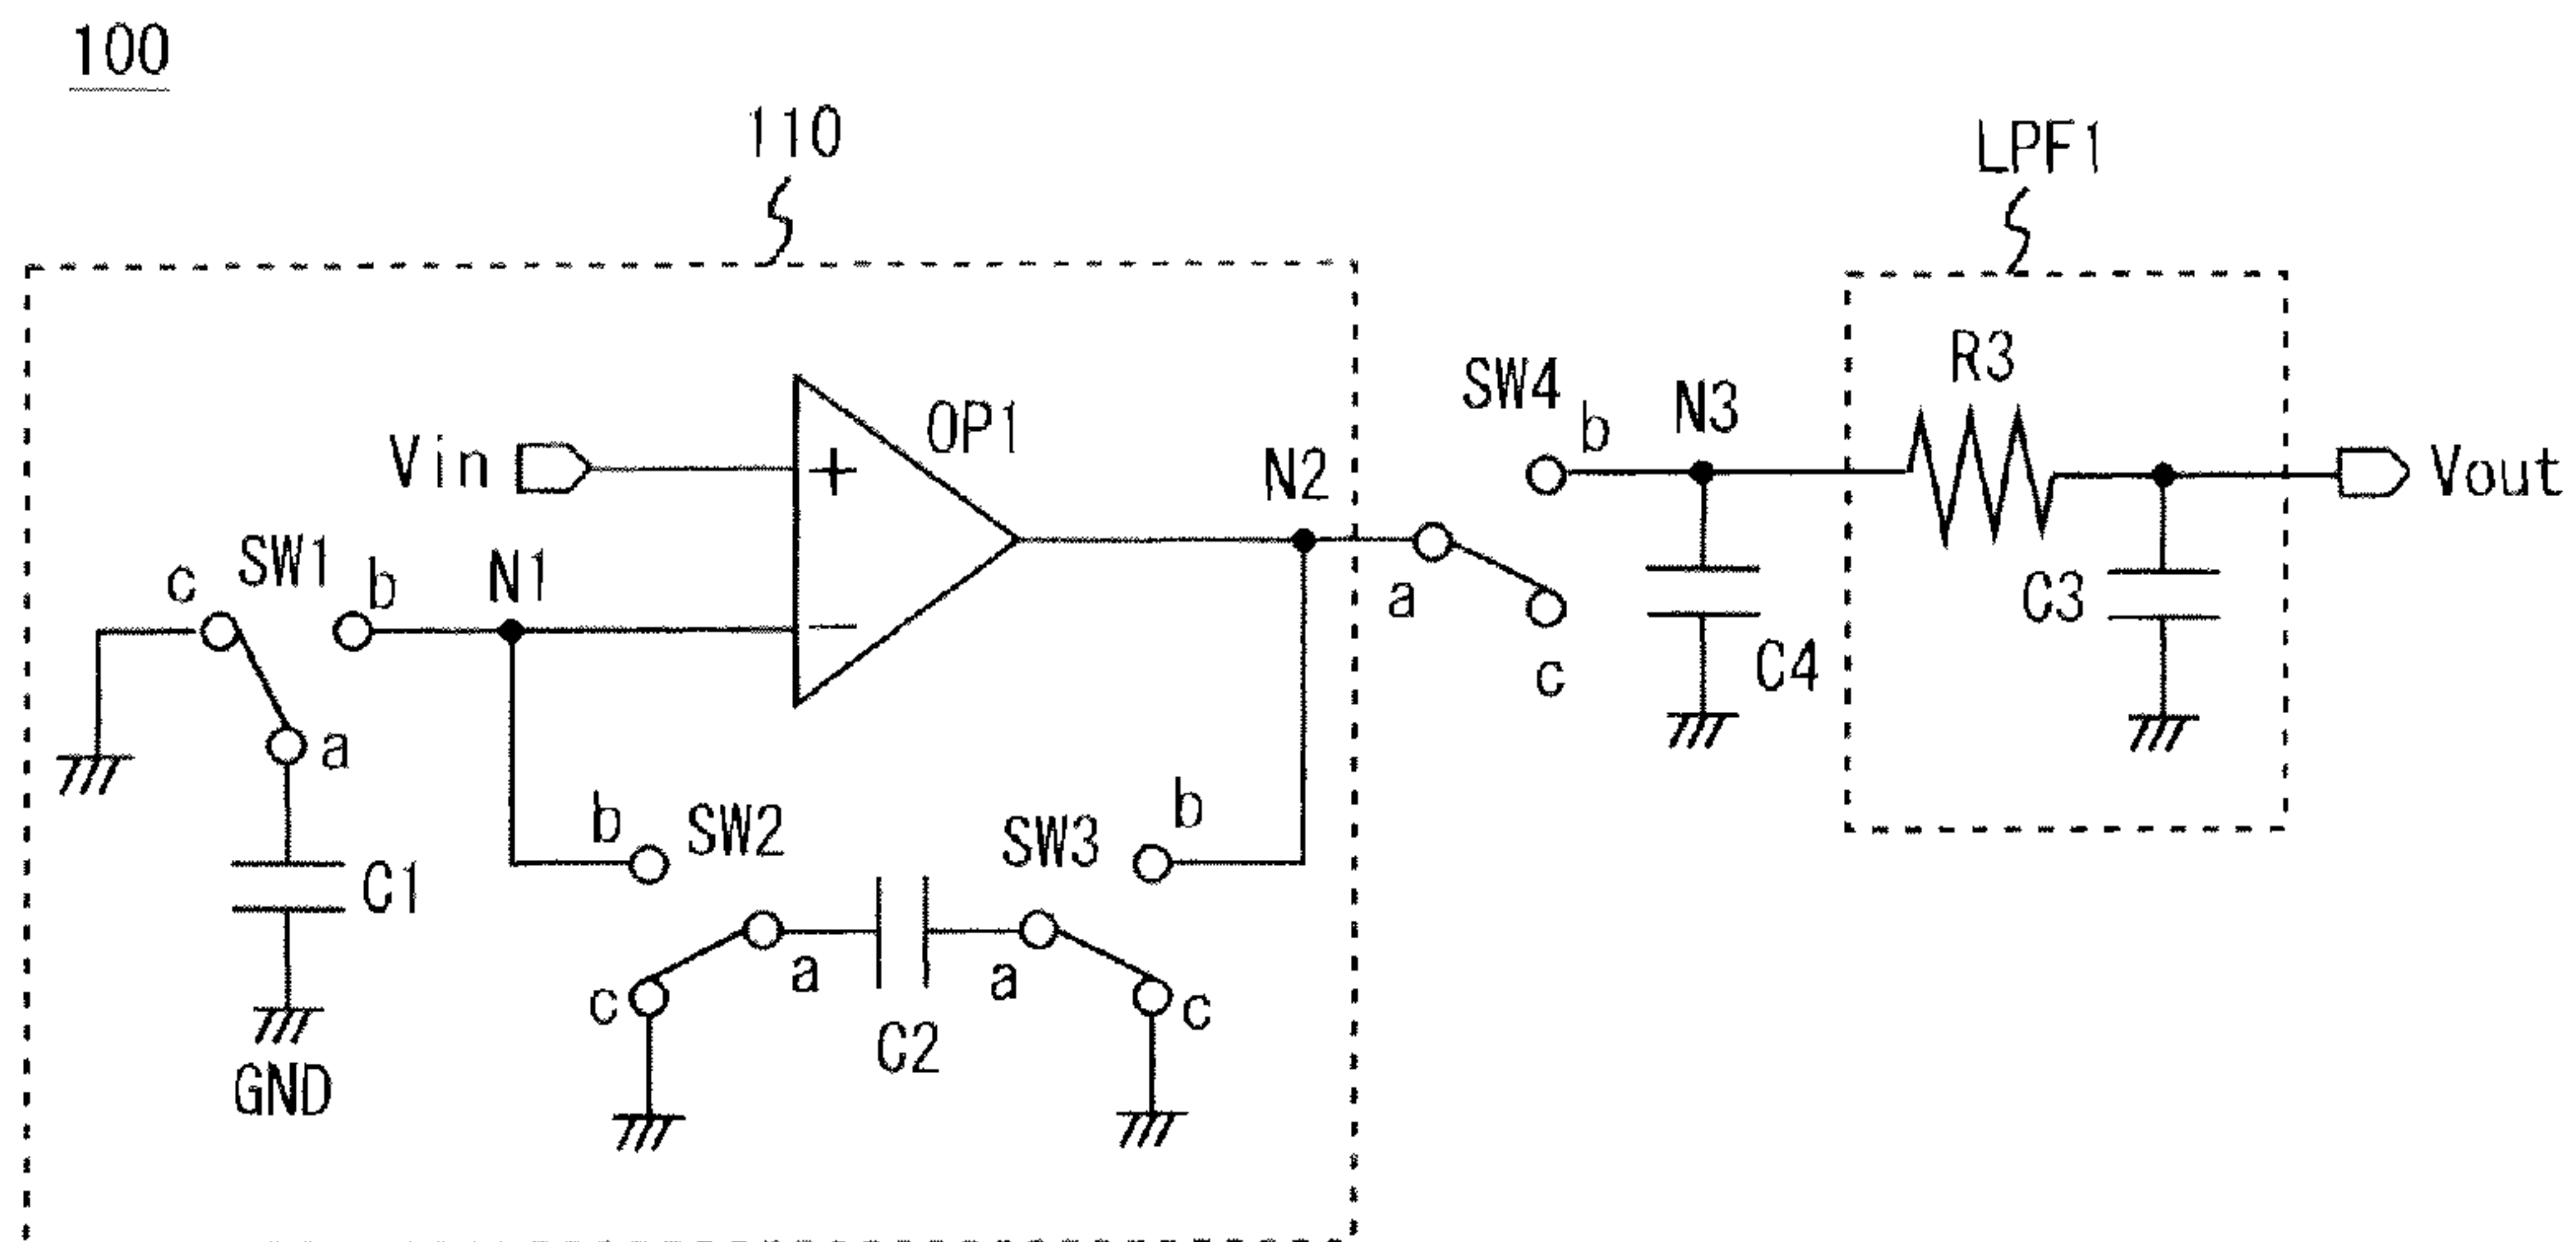 100
110
LPF1
Vin
+
OP1
N2
SW4
b
N3
R3
Vout
c
SW1
b
N1
−
a
c
C4
C3
a
C1
GND
b
SW2
SW3
b
c
a
C2
a
c